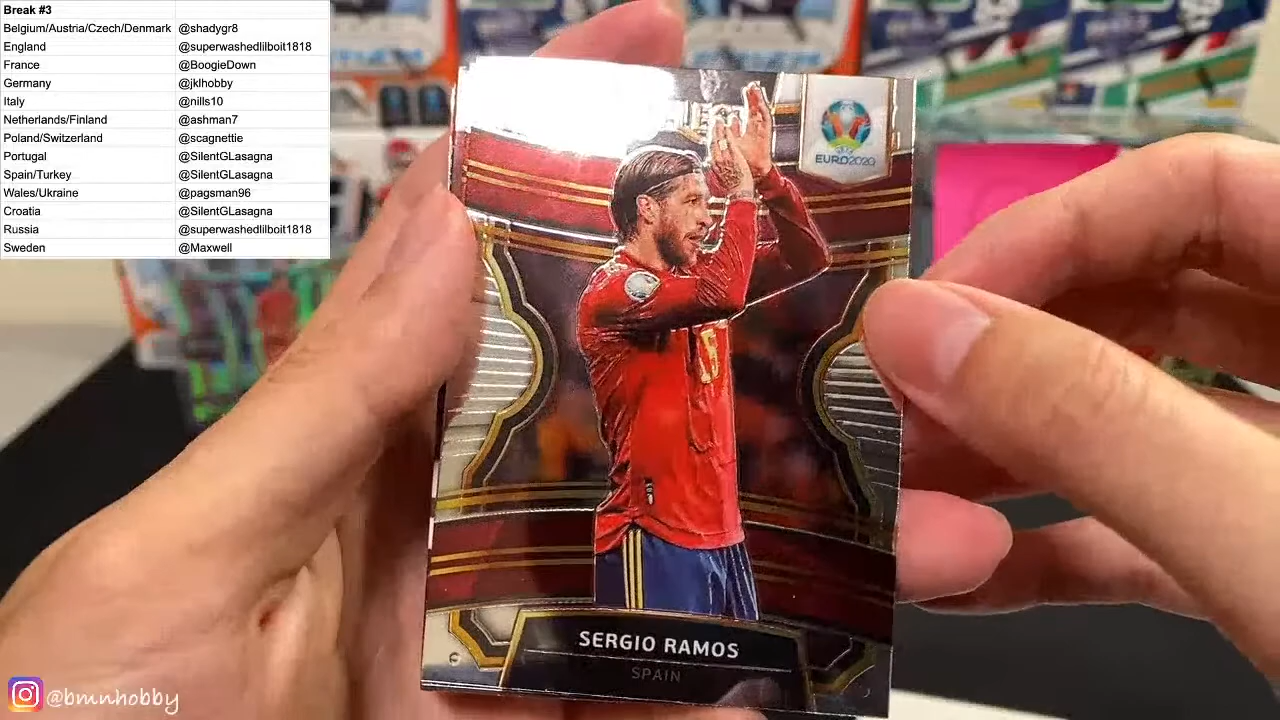 Break #3
Belgium/Austria/Czech/Denmark @shadygr8
England @superwashedlilboit1818
France @BoogieDown
Germany @jklhobby
Italy @nills10
Netherlands/Finland @ashman7
Poland/Switzerland @scagnettie
Portugal @SilentGLasagna
Spain/Turkey @SilentGLasagna
Wales/Ukraine @pagsman96
Croatia @SilentGLasagna
Russia @superwashedlilboit1818
Sweden @Maxwell
UEFA
EURO2020
SERGIO RAMOS
SPAIN
@bmnhobby